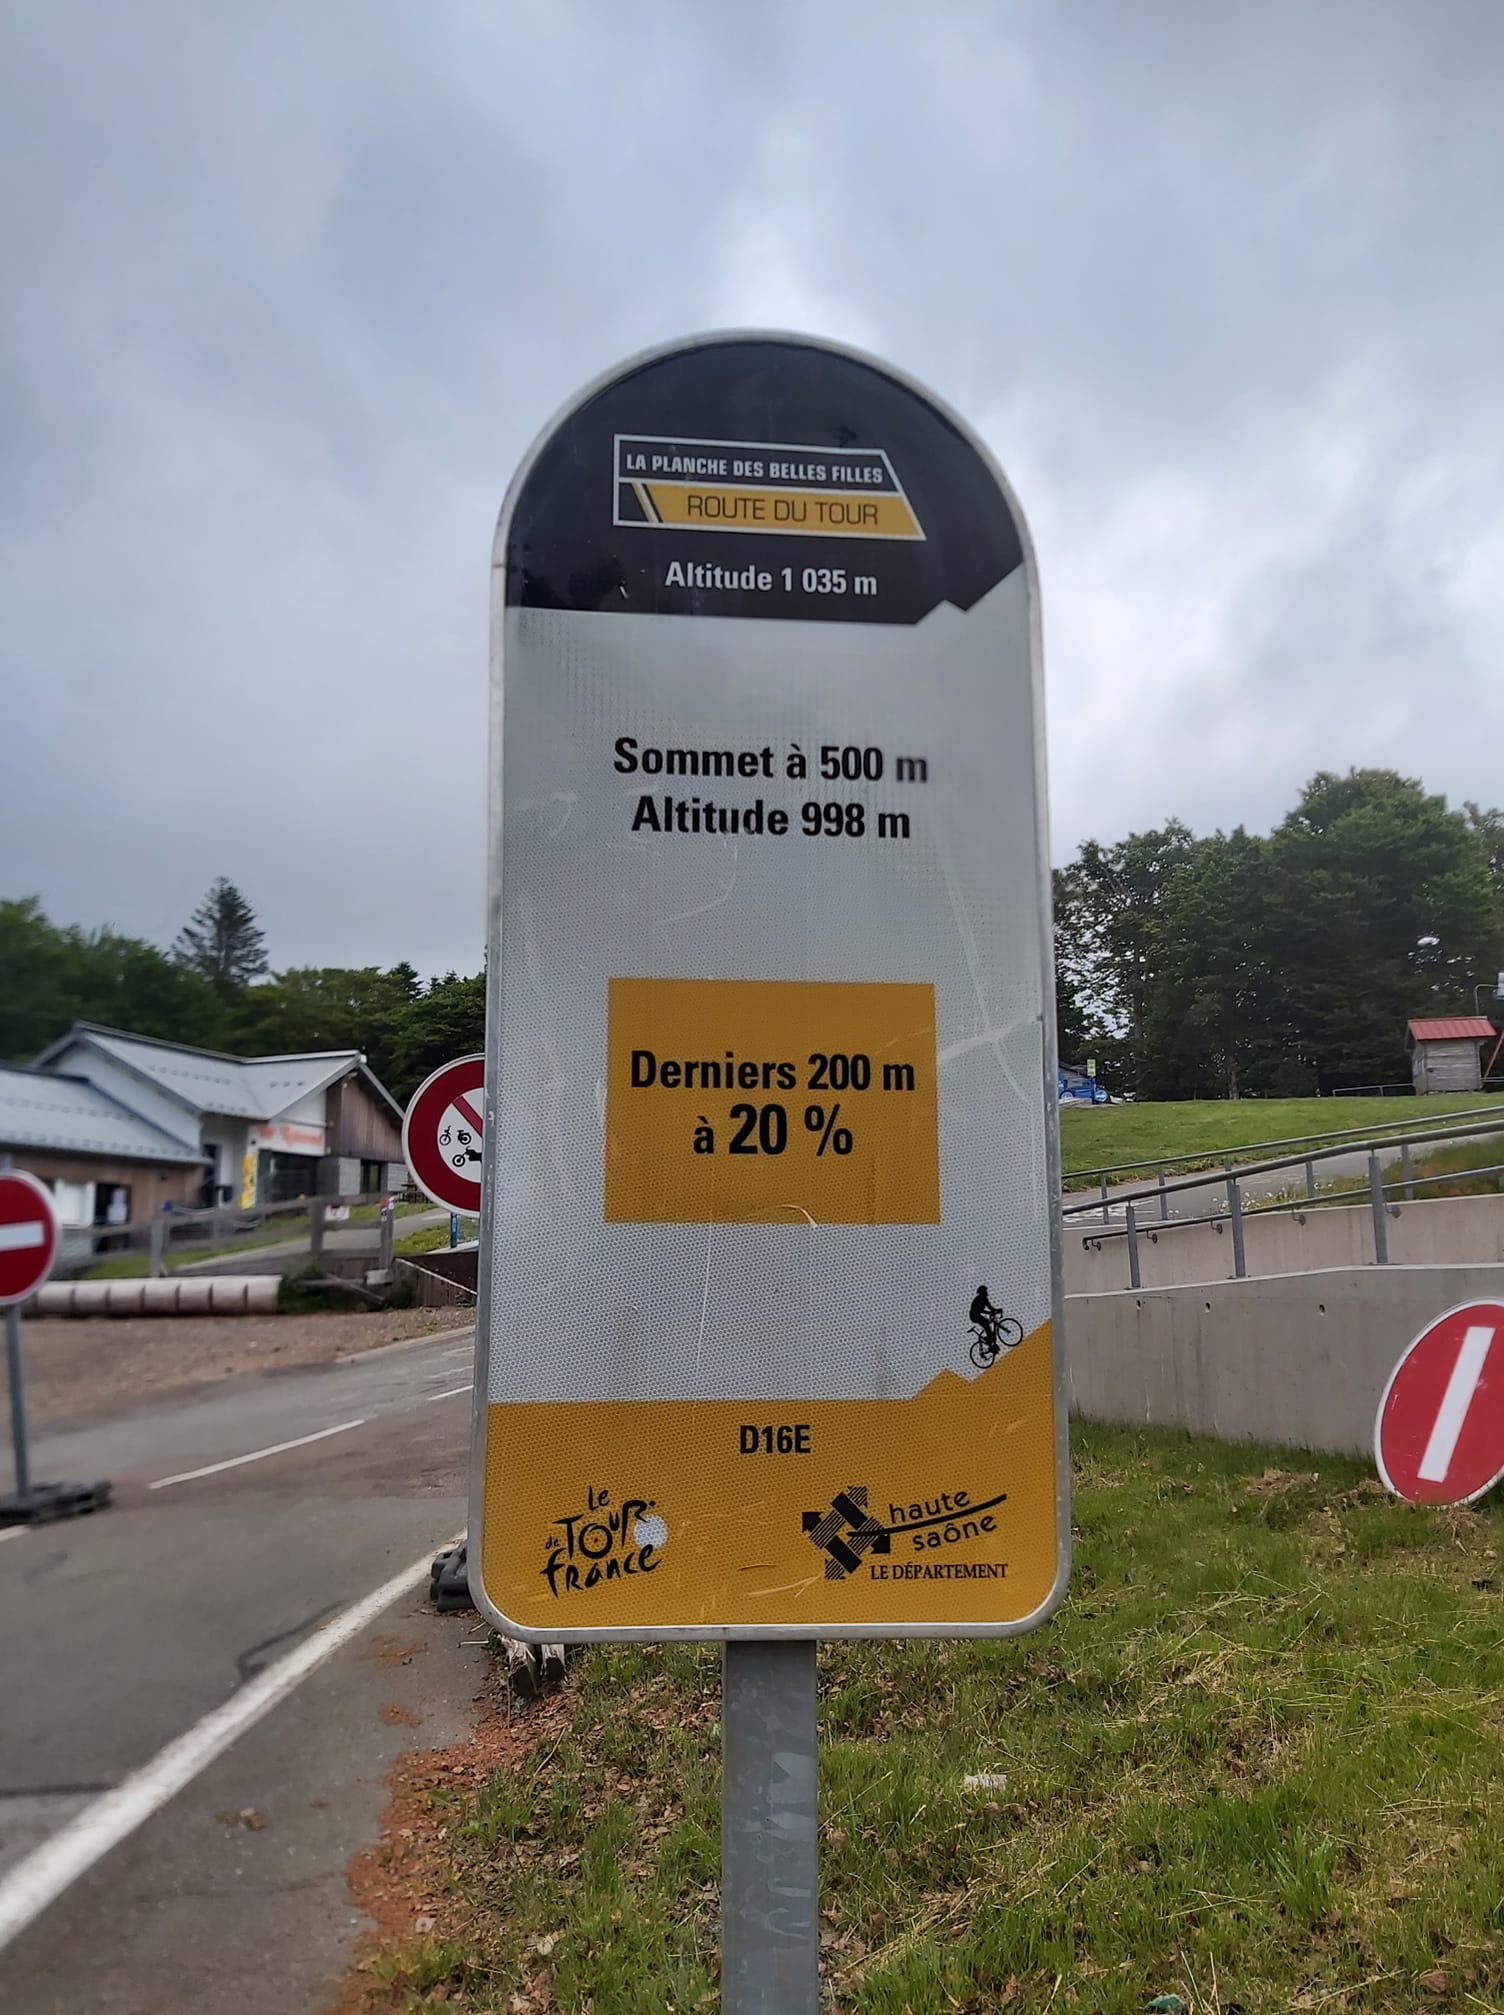 LA PLANCHE DES BELLES FILLES
ROUTE DU TOUR
Altitude 1 035 m
Sommet à 500 m
Altitude 998 m
Derniers 200 m
à 20 %
D16E
Le
TOUR
de
france
haute
saône
LE DÉPARTEMENT